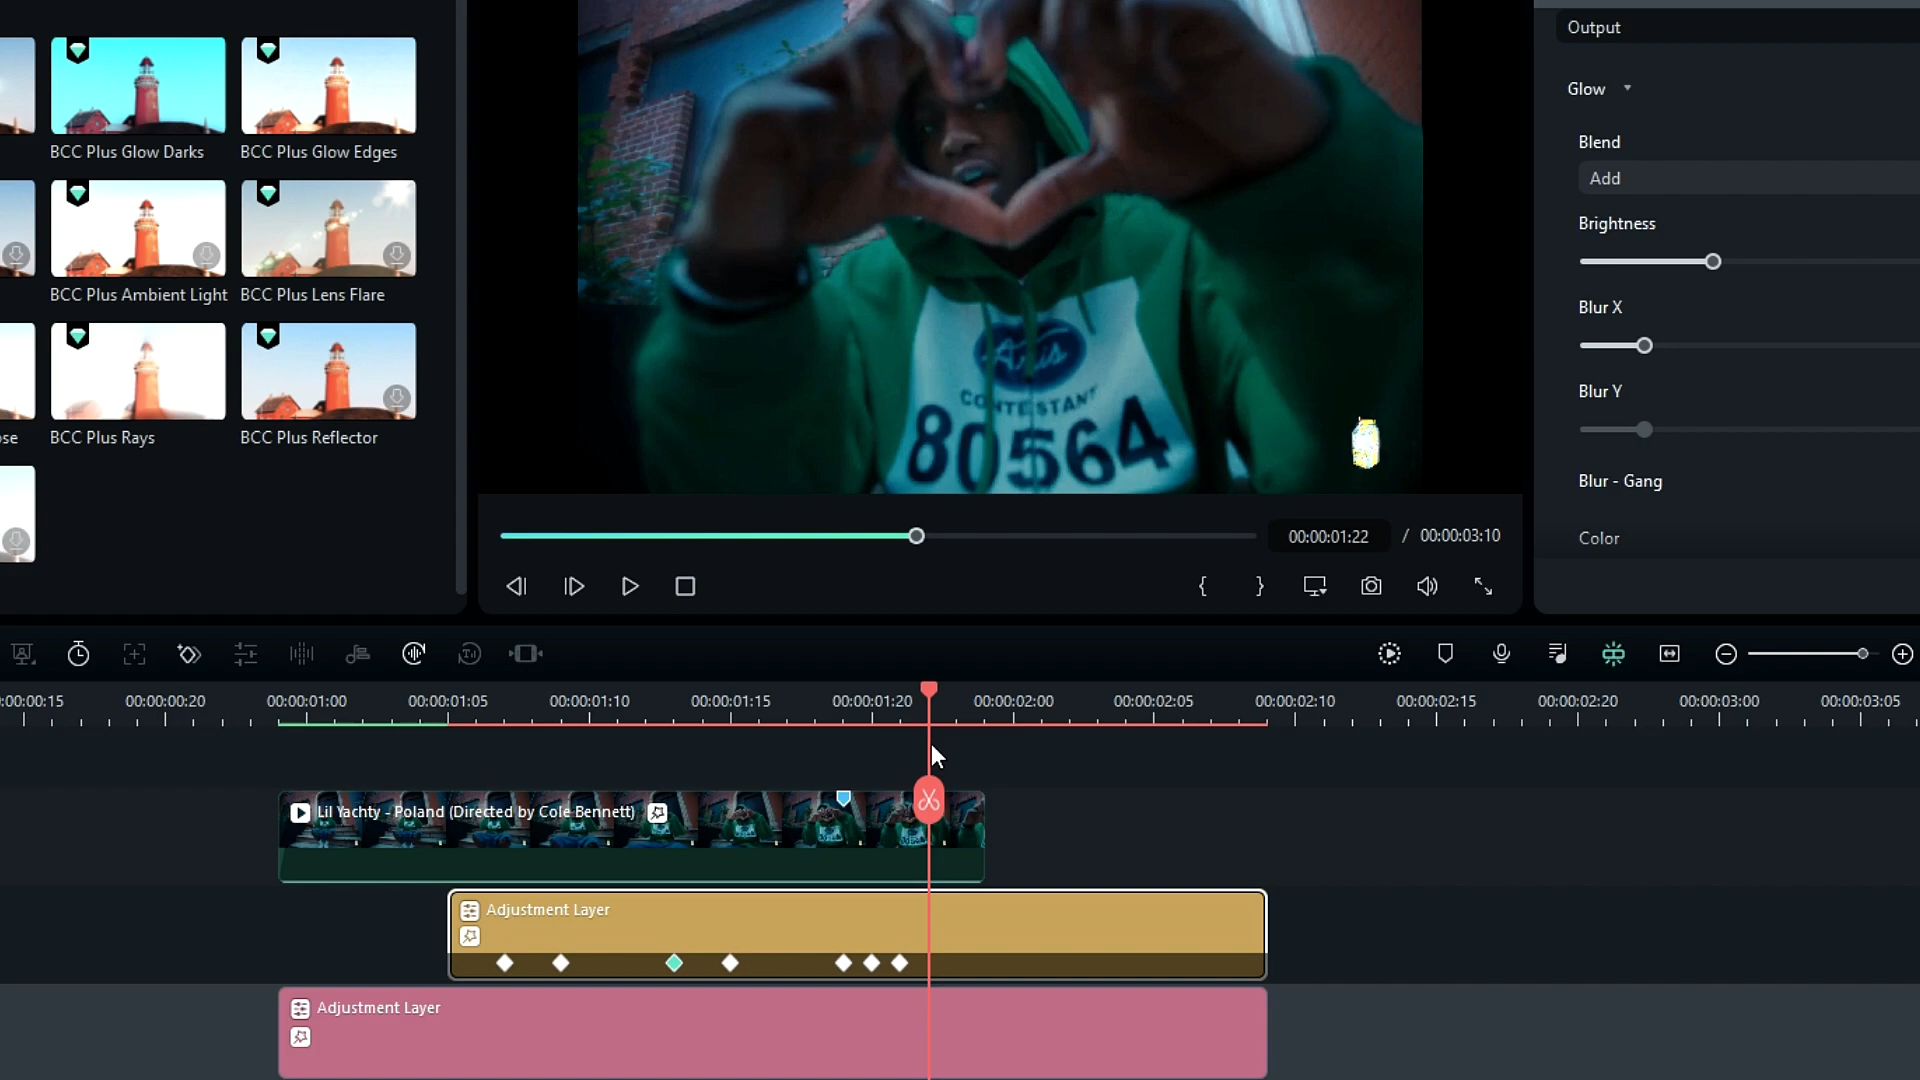 Output
Glow
Blend
Add
Brightness
Blur X
Blur Y
Blur - Gang
Color
BCC Plus Glow Darks
BCC Plus Glow Edges
BCC Plus Ambient Light
BCC Plus Lens Flare
ose
BCC Plus Rays
BCC Plus Reflector
CONTESTANT
80564
00:00:01:22 / 00:00:03:10
:00:00:15 00:00:00:20 00:00:01:00 00:00:01:05 00:00:01:10 00:00:01:15 00:00:01:20 00:00:02:00 00:00:02:05 00:00:02:10 00:00:02:15 00:00:02:20 00:00:03:00 00:00:03:05
Lil Yachty - Poland (Directed by Cole Bennett)
Adjustment Layer
Adjustment Layer